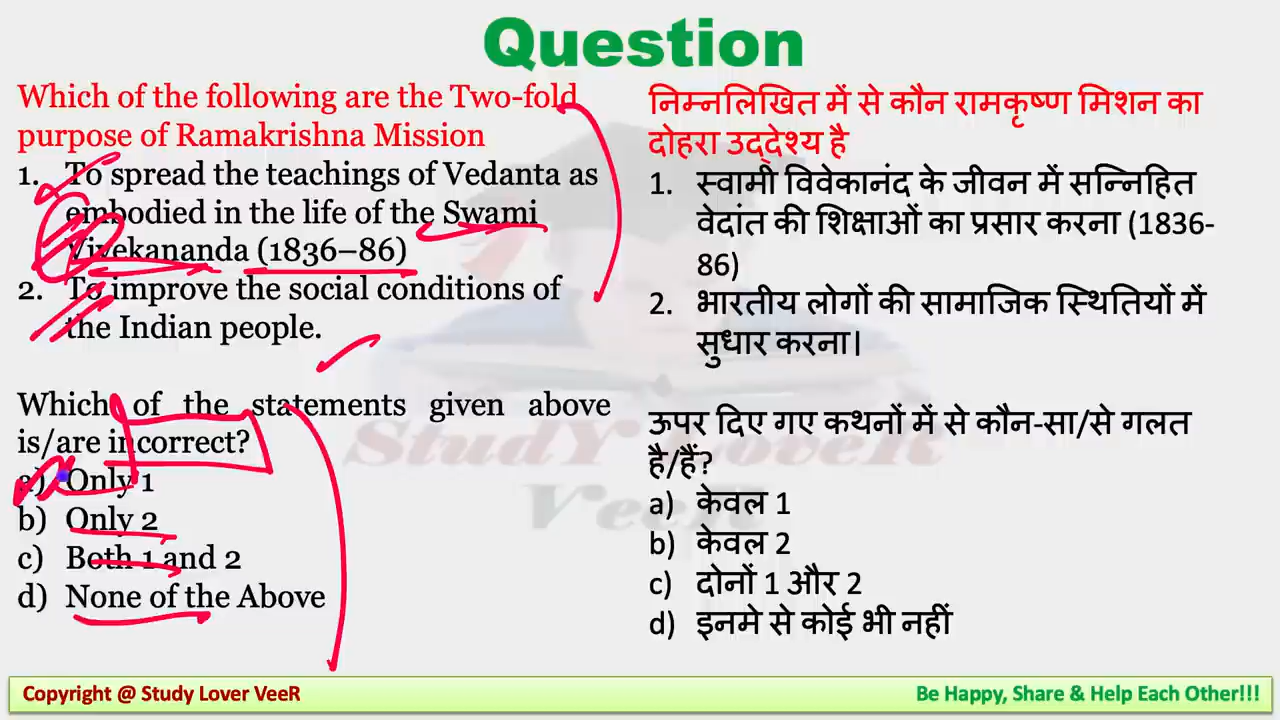 Question
Which of the following are the Two-fold
purpose of Ramakrishna Mission
1. To spread the teachings of Vedanta as
embodied in the life of the Swami
Vivekananda (1836–86)
2. To improve the social conditions of
the Indian people.
Which of the statements given above
is/are incorrect?
a) Only 1
b) Only 2
c) Both 1 and 2
d) None of the Above
निम्नलिखित में से कौन रामकृष्ण मिशन का
दोहरा उद्देश्य है
1. स्वामी विवेकानंद के जीवन में सन्निहित
वेदांत की शिक्षाओं का प्रसार करना (1836-
86)
2. भारतीय लोगों की सामाजिक स्थितियों में
सुधार करना।
ऊपर दिए गए कथनों में से कौन-सा/से गलत
है/हैं?
a) केवल 1
b) केवल 2
c) दोनों 1 और 2
d) इनमे से कोई भी नहीं
StudY LoveR
VeeR
Copyright @ Study Lover VeeR
Be Happy, Share & Help Each Other!!!